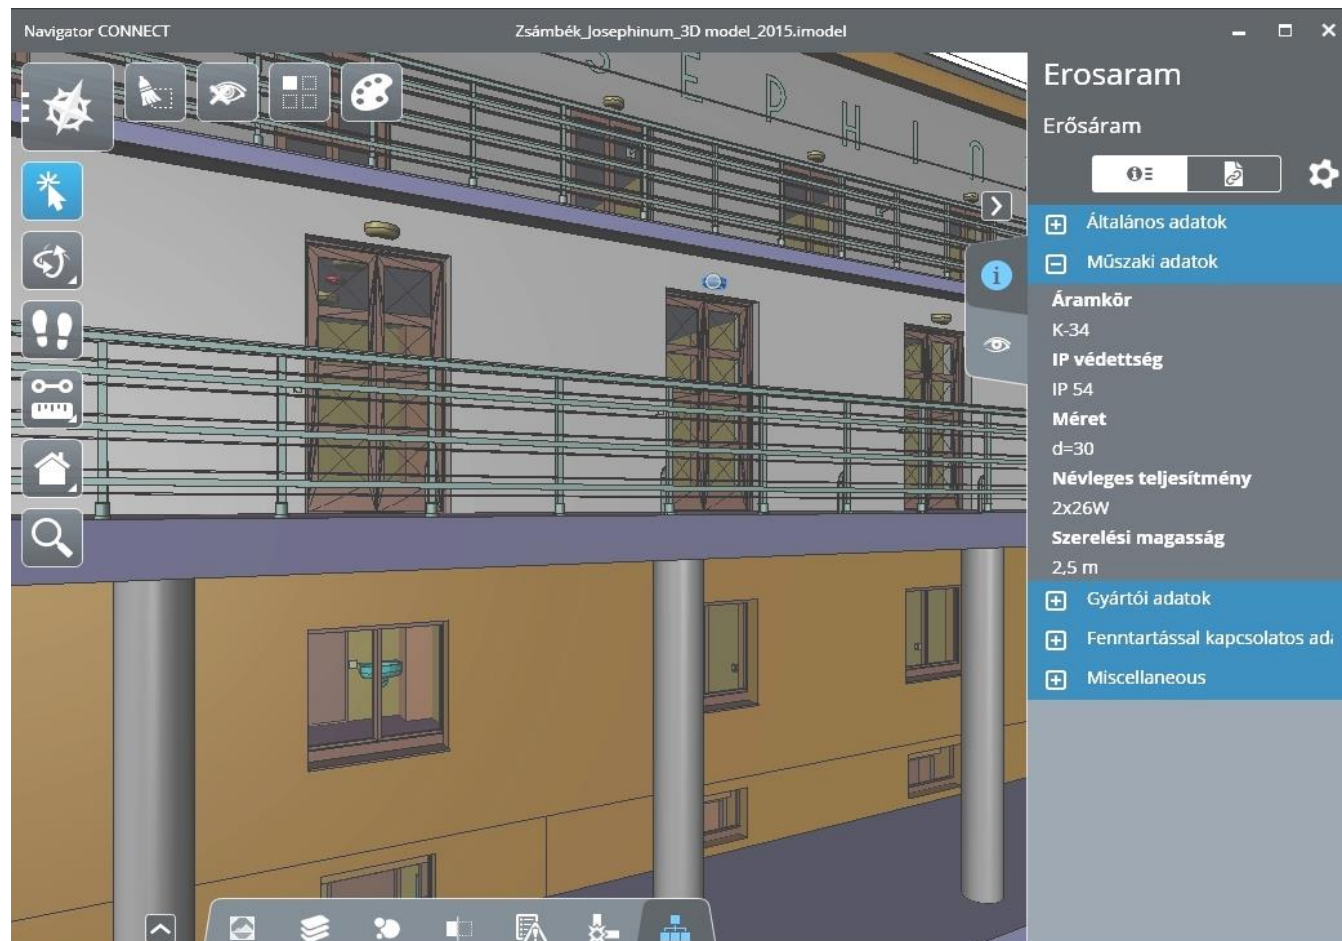 Navigator CONNECT
Zsámbék_Josephinum_3D model_2015.imodel
S E P H I N
Erosaram
Erősáram
Általános adatok
Műszaki adatok
Áramkör
K-34
IP védettség
IP 54
Méret
d=30
Névleges teljesítmény
2x26W
Szerelési magasság
2,5 m
Gyártói adatok
Fenntartással kapcsolatos ada
Miscellaneous